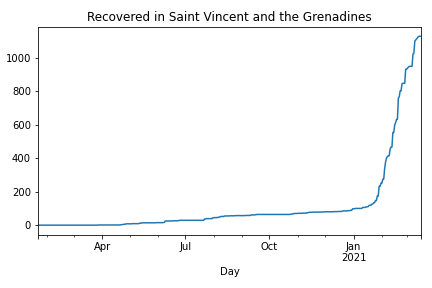 Recovered in Saint Vincent and the Grenadines
1000
800
600
400
200
0
Apr
Jul
Oct
Jan
2021
Day